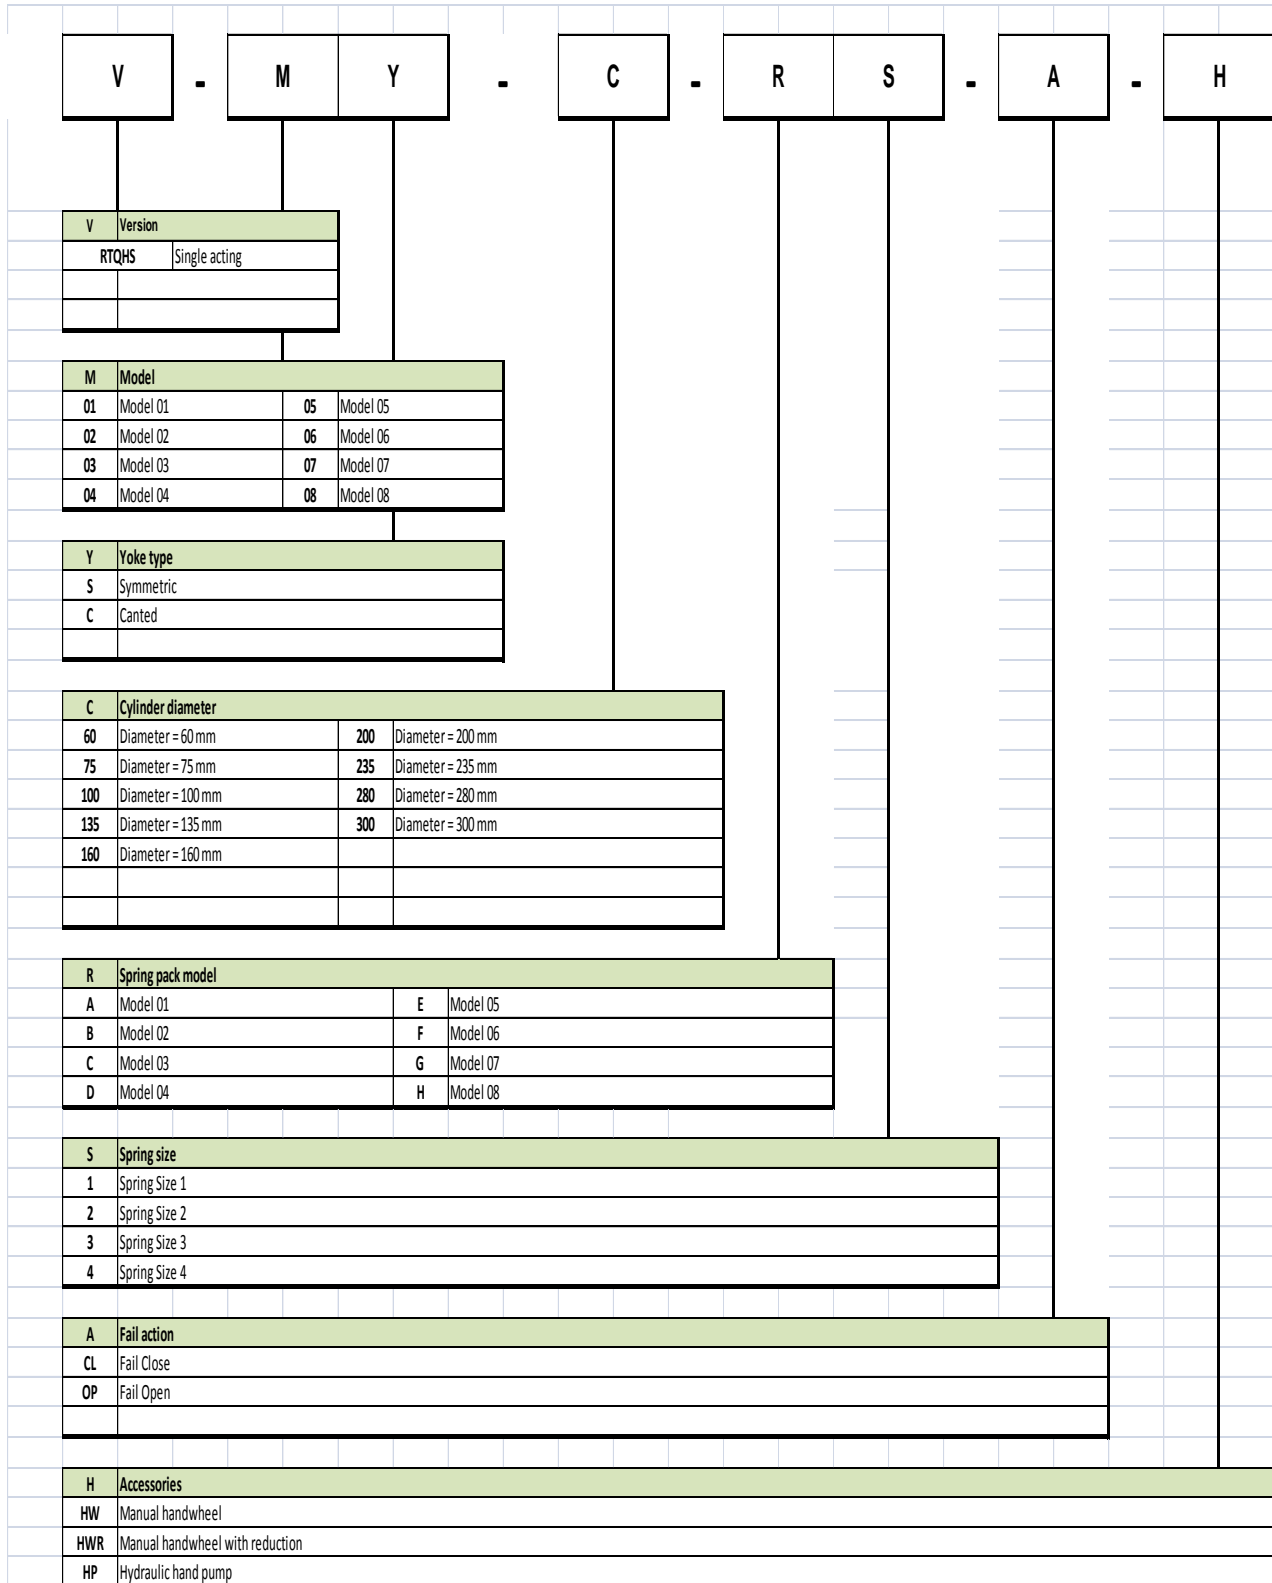 V - M Y - C - R S - A - H
V Version
RTQHS Single acting
M Model
01 Model 01 05 Model 05
02 Model 02 06 Model 06
03 Model 03 07 Model 07
04 Model 04 08 Model 08
Y Yoke type
S Symmetric
C Canted
C Cylinder diameter
60 Diameter = 60 mm 200 Diameter = 200 mm
75 Diameter = 75 mm 235 Diameter = 235 mm
100 Diameter = 100 mm 280 Diameter = 280 mm
135 Diameter = 135 mm 300 Diameter = 300 mm
160 Diameter = 160 mm
R Spring pack model
A Model 01 E Model 05
B Model 02 F Model 06
C Model 03 G Model 07
D Model 04 H Model 08
S Spring size
1 Spring Size 1
2 Spring Size 2
3 Spring Size 3
4 Spring Size 4
A Fail action
CL Fail Close
OP Fail Open
H Accessories
HW Manual handwheel
HWR Manual handwheel with reduction
HP Hydraulic hand pump